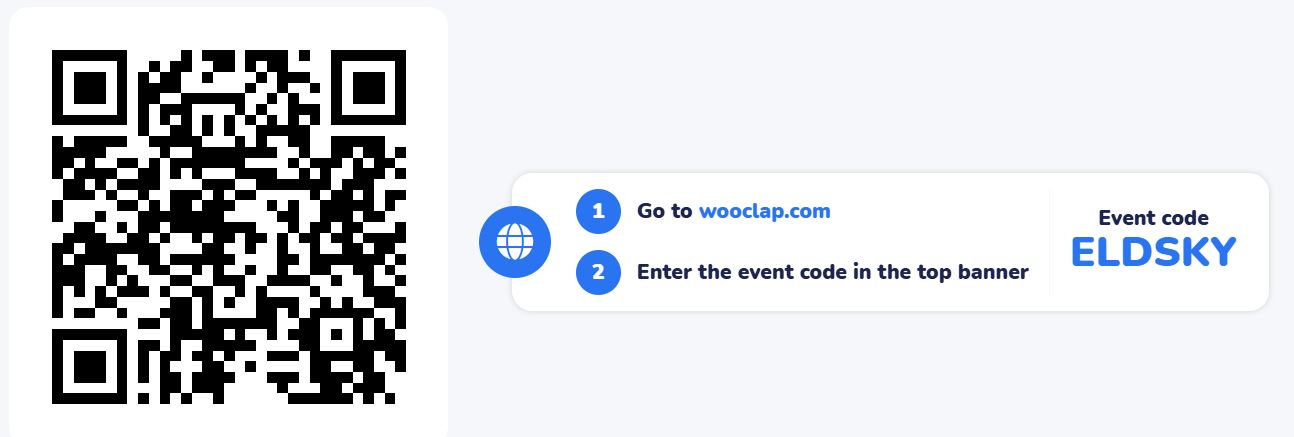 1 Go to wooclap.com
2 Enter the event code in the top banner
Event code
ELDSKY